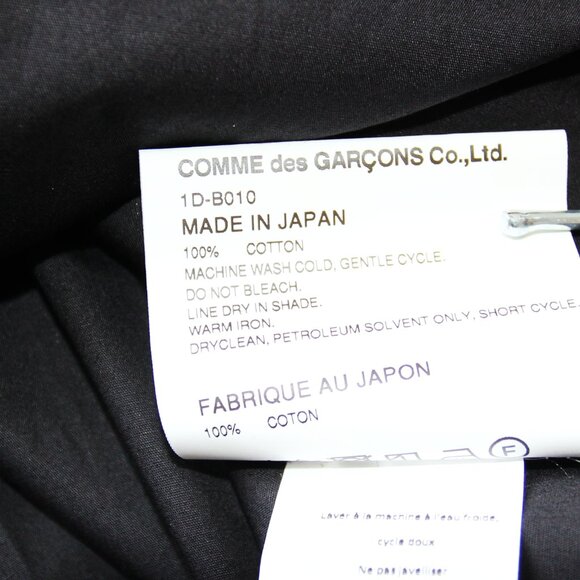 COMME des GARÇONS Co.,Ltd.
1D-B010
MADE IN JAPAN
100% COTTON
MACHINE WASH COLD, GENTLE CYCLE.
DO NOT BLEACH.
LINE DRY IN SHADE.
WARM IRON.
DRYCLEAN, PETROLEUM SOLVENT ONLY, SHORT CYCLE.
FABRIQUE AU JAPON
100% COTON
F
Laver à la machine à l'eau froide,
cycle doux
Ne pas javelliser